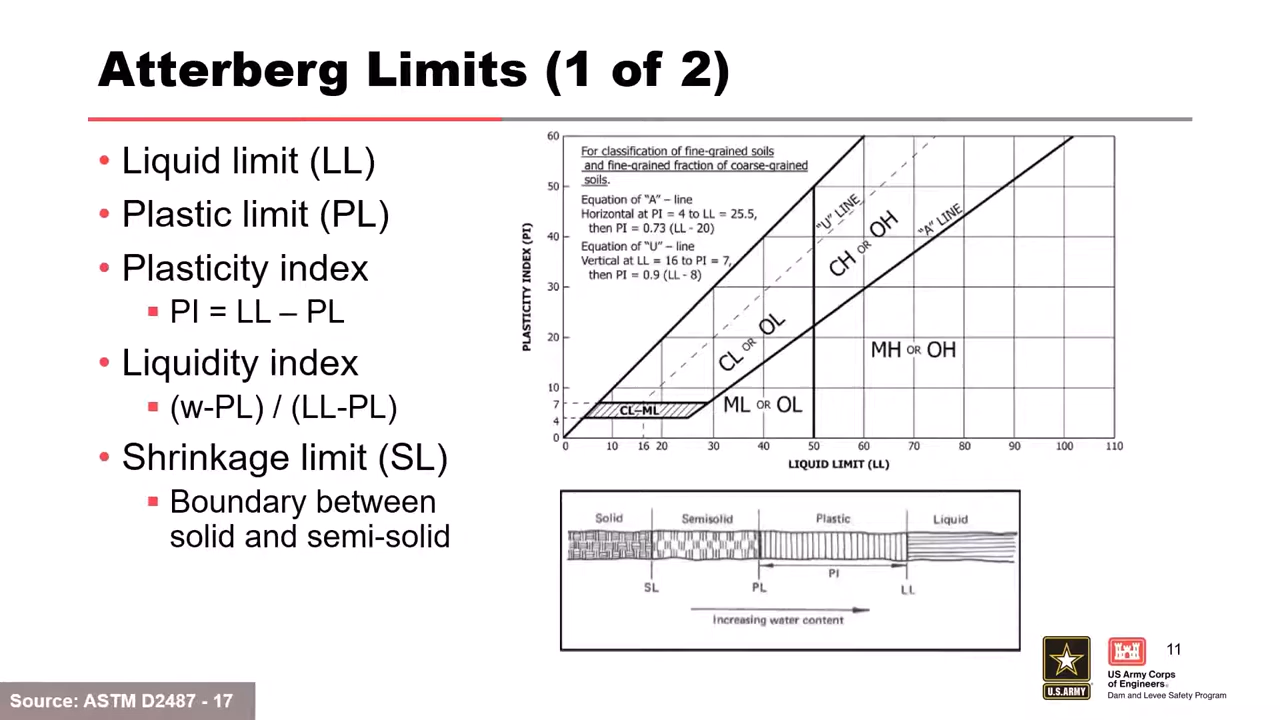 Atterberg Limits (1 of 2)
• Liquid limit (LL)
• Plastic limit (PL)
• Plasticity index
▪ PI = LL – PL
• Liquidity index
▪ (w-PL) / (LL-PL)
• Shrinkage limit (SL)
▪ Boundary between
solid and semi-solid
For classification of fine-grained soils
and fine-grained fraction of coarse-grained
soils.
Equation of "A" – line
Horizontal at PI = 4 to LL = 25.5,
then PI = 0.73 (LL - 20)
Equation of "U" – line
Vertical at LL = 16 to PI = 7,
then PI = 0.9 (LL - 8)
PLASTICITY INDEX (PI)
60
50
40
30
20
10
7
4
0
"U" LINE
"A" LINE
CH OR OH
CL OR OL
MH OR OH
CL–ML
ML OR OL
0 10 16 20 30 40 50 60 70 80 90 100 110
LIQUID LIMIT (LL)
Solid Semisolid Plastic Liquid
PI
SL PL LL
Increasing water content
U.S.ARMY
US Army Corps
of Engineers®
Dam and Levee Safety Program
11
Source: ASTM D2487 - 17